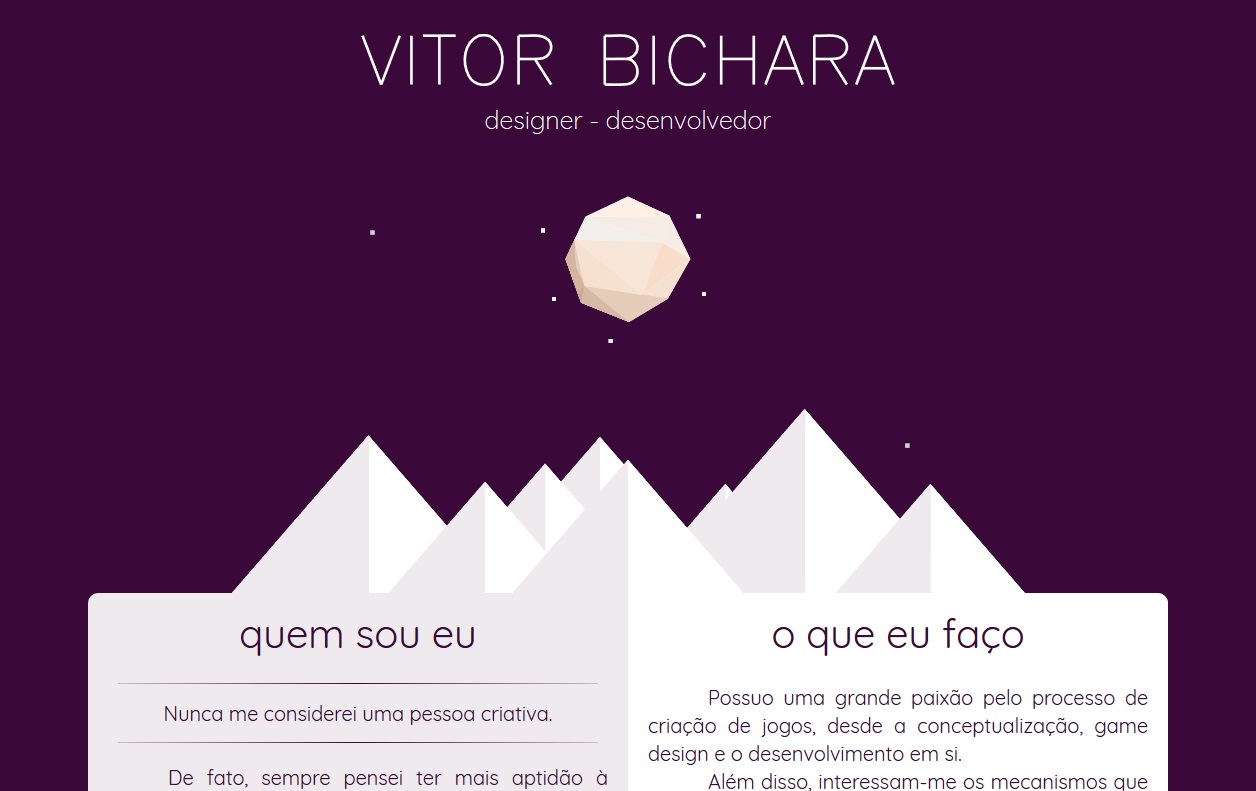 VITOR BICHARA
designer - desenvolvedor
quem sou eu
Nunca me considerei uma pessoa criativa.
De fato, sempre pensei ter mais aptidão à
o que eu faço
Possuo uma grande paixão pelo processo de
criação de jogos, desde a conceptualização, game
design e o desenvolvimento em si.
Além disso, interessam-me os mecanismos que